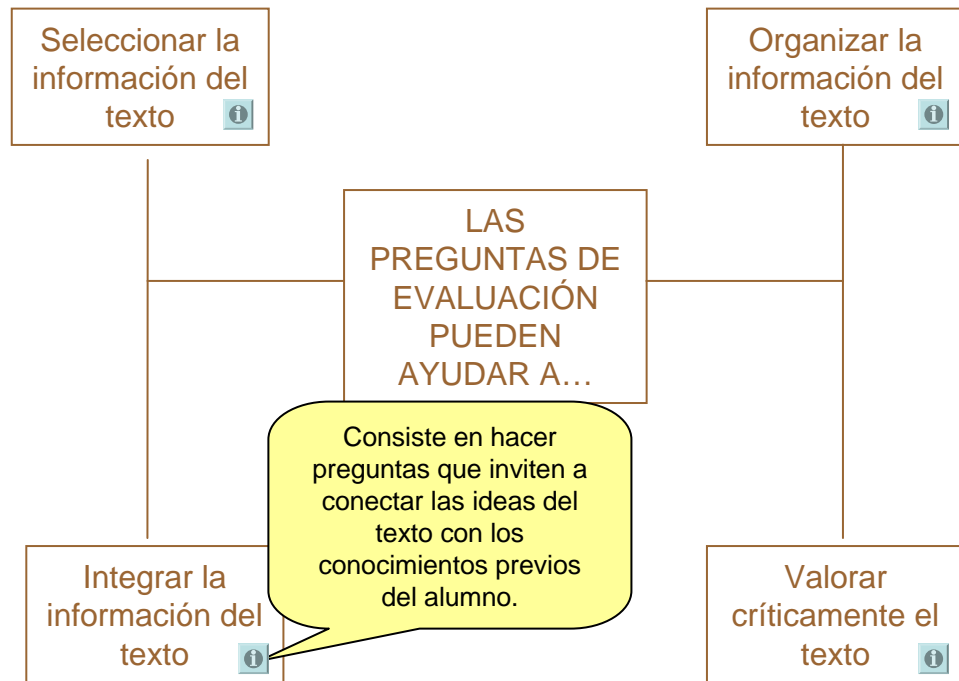 Seleccionar la
información del
texto
Organizar la
información del
texto
LAS
PREGUNTAS DE
EVALUACIÓN
PUEDEN
AYUDAR A…
Consiste en hacer
preguntas que inviten a
conectar las ideas del
texto con los
conocimientos previos
del alumno.
Integrar la
información del
texto
Valorar
críticamente el
texto